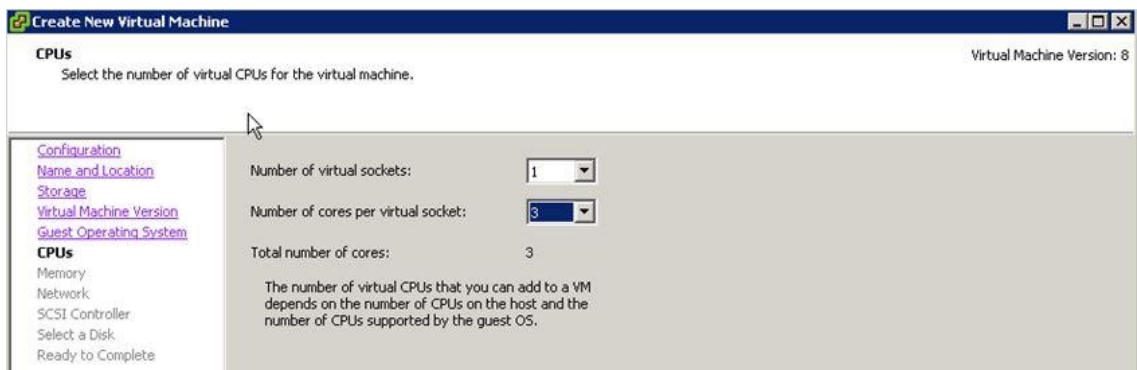 Create New Virtual Machine
CPUs
Select the number of virtual CPUs for the virtual machine.
Virtual Machine Version: 8
Configuration
Name and Location
Storage
Virtual Machine Version
Guest Operating System
CPUs
Memory
Network
SCSI Controller
Select a Disk
Ready to Complete
Number of virtual sockets: 1
Number of cores per virtual socket: 3
Total number of cores: 3
The number of virtual CPUs that you can add to a VM
depends on the number of CPUs on the host and the
number of CPUs supported by the guest OS.